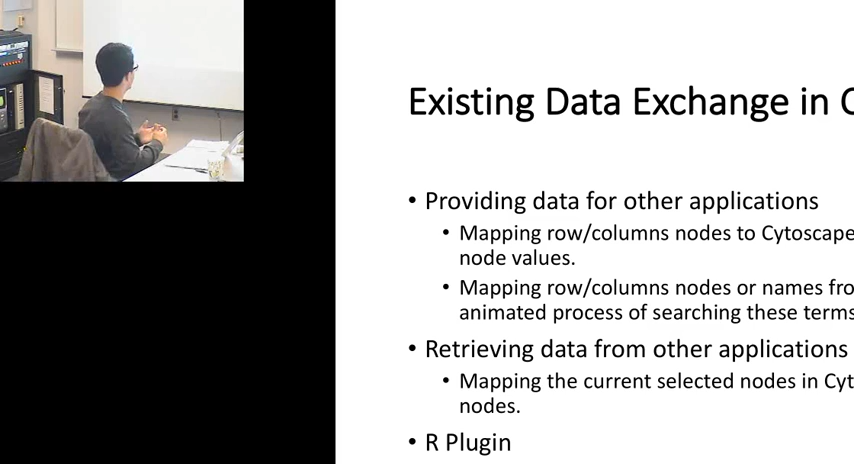 Existing Data Exchange in C
• Providing data for other applications
• Mapping row/columns nodes to Cytoscape
node values.
• Mapping row/columns nodes or names fro
animated process of searching these terms
• Retrieving data from other applications
• Mapping the current selected nodes in Cyt
nodes.
• R Plugin